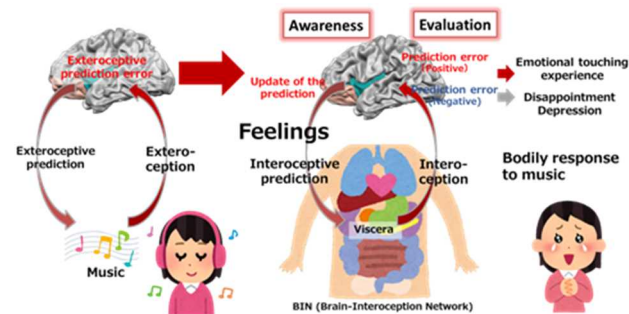 Awareness
Evaluation
Exteroceptive
prediction error
Update of the
prediction
Prediction error
(Positive)
Prediction error
(Negative)
Emotional touching
experience
Disappointment
Depression
Feelings
Exteroceptive
prediction
Extero-
ception
Interoceptive
prediction
Intero-
ception
Bodily response
to music
Viscera
Music
BIN (Brain-Interoception Network)